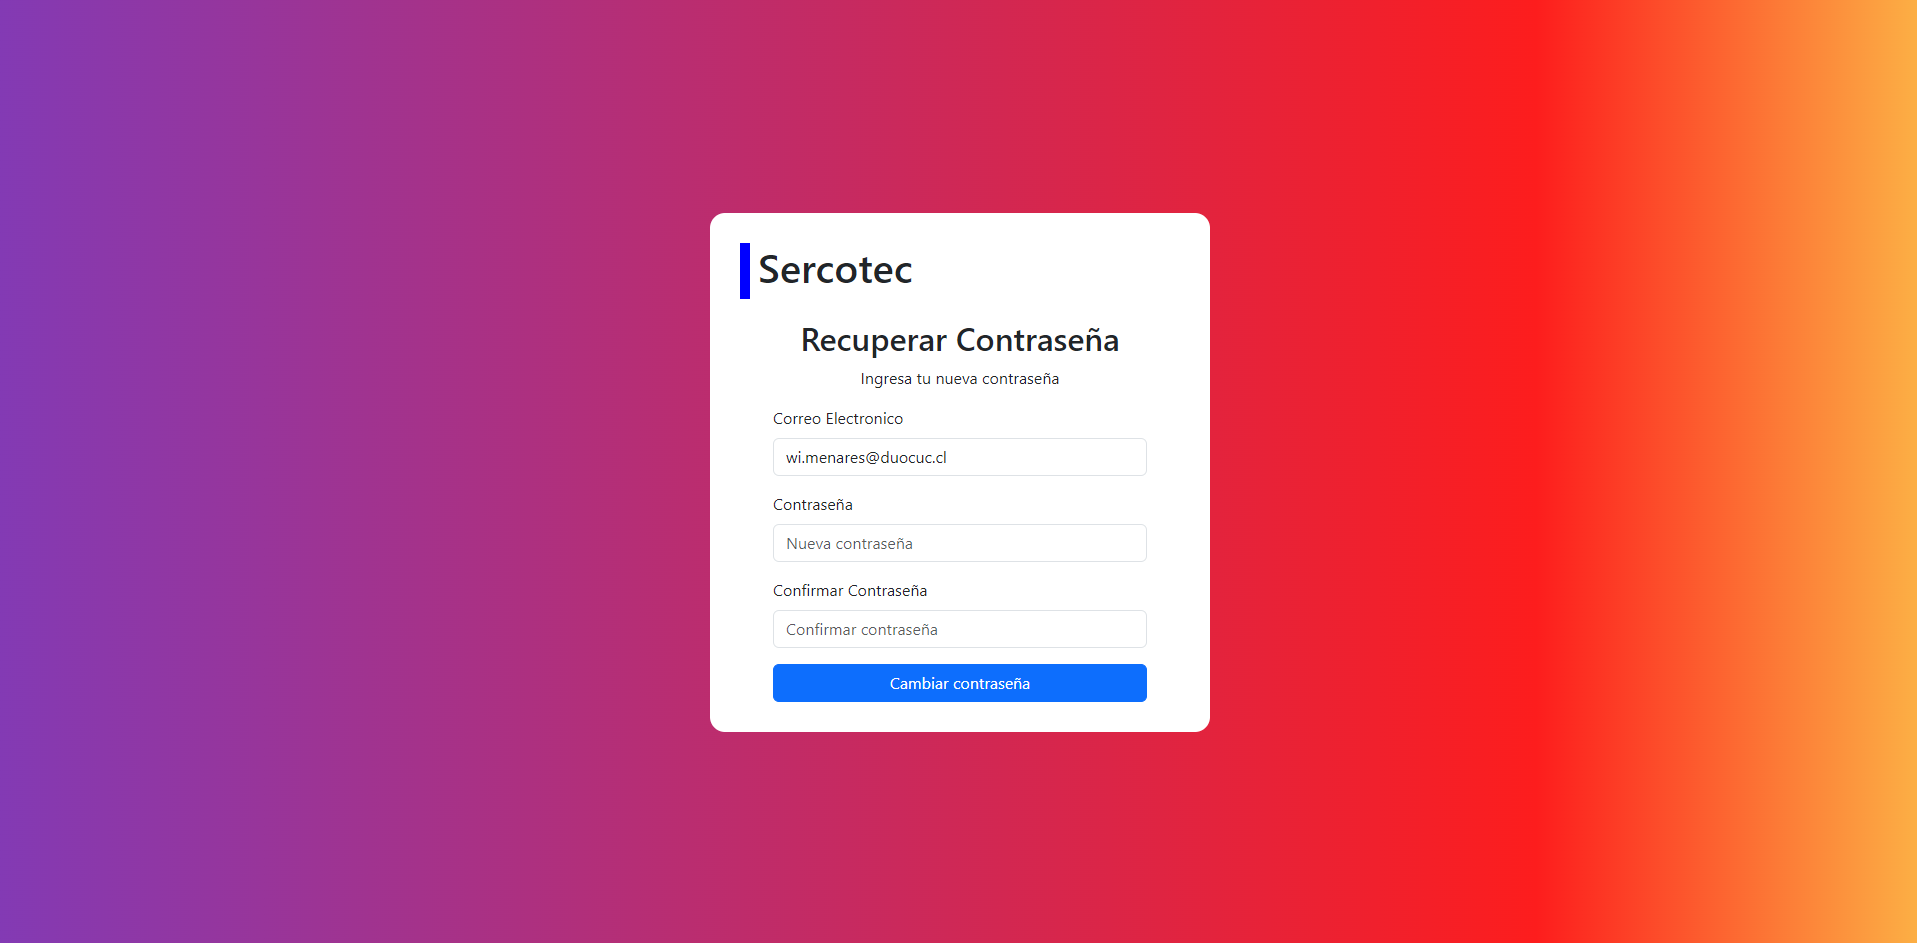 Sercotec
Recuperar Contraseña
Ingresa tu nueva contraseña
Correo Electronico
wi.menares@duocuc.cl
Contraseña
Nueva contraseña
Confirmar Contraseña
Confirmar contraseña
Cambiar contraseña